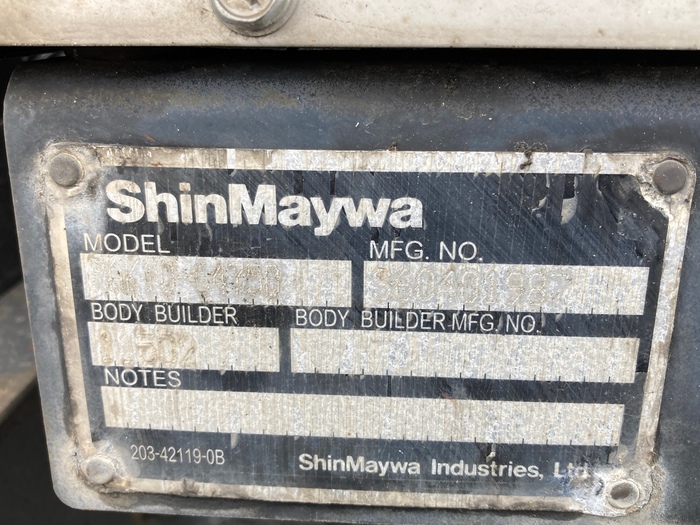 ShinMaywa
MODEL MFG. NO.
BODY BUILDER BODY BUILDER MFG. NO.
NOTES
203-42119-0B ShinMaywa Industries, Ltd.